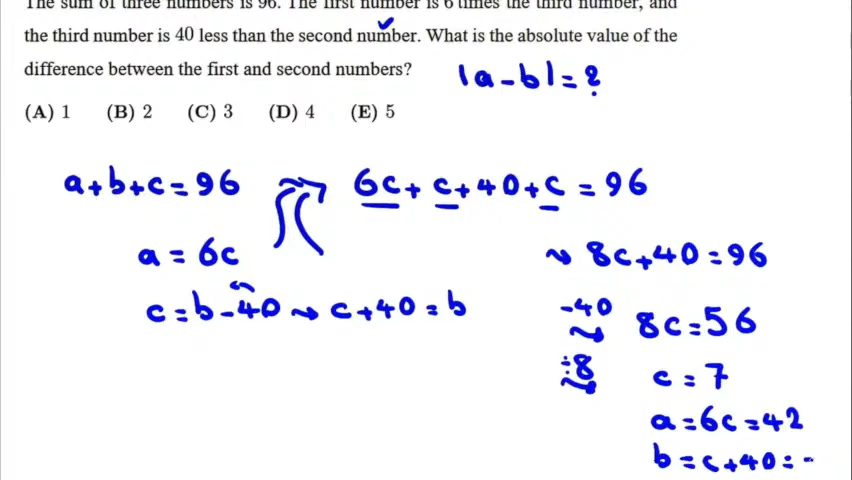 The sum of three numbers is 96. The first number is 6 times the third number, and
the third number is 40 less than the second number. What is the absolute value of the
difference between the first and second numbers?
|a-b|=?
(A) 1 (B) 2 (C) 3 (D) 4 (E) 5
a+b+c=96
6c+c+40+c=96
a=6c
8c+40=96
c=b-40→c+40=b
-40
8c=56
÷8
c=7
a=6c=42
b=c+40=